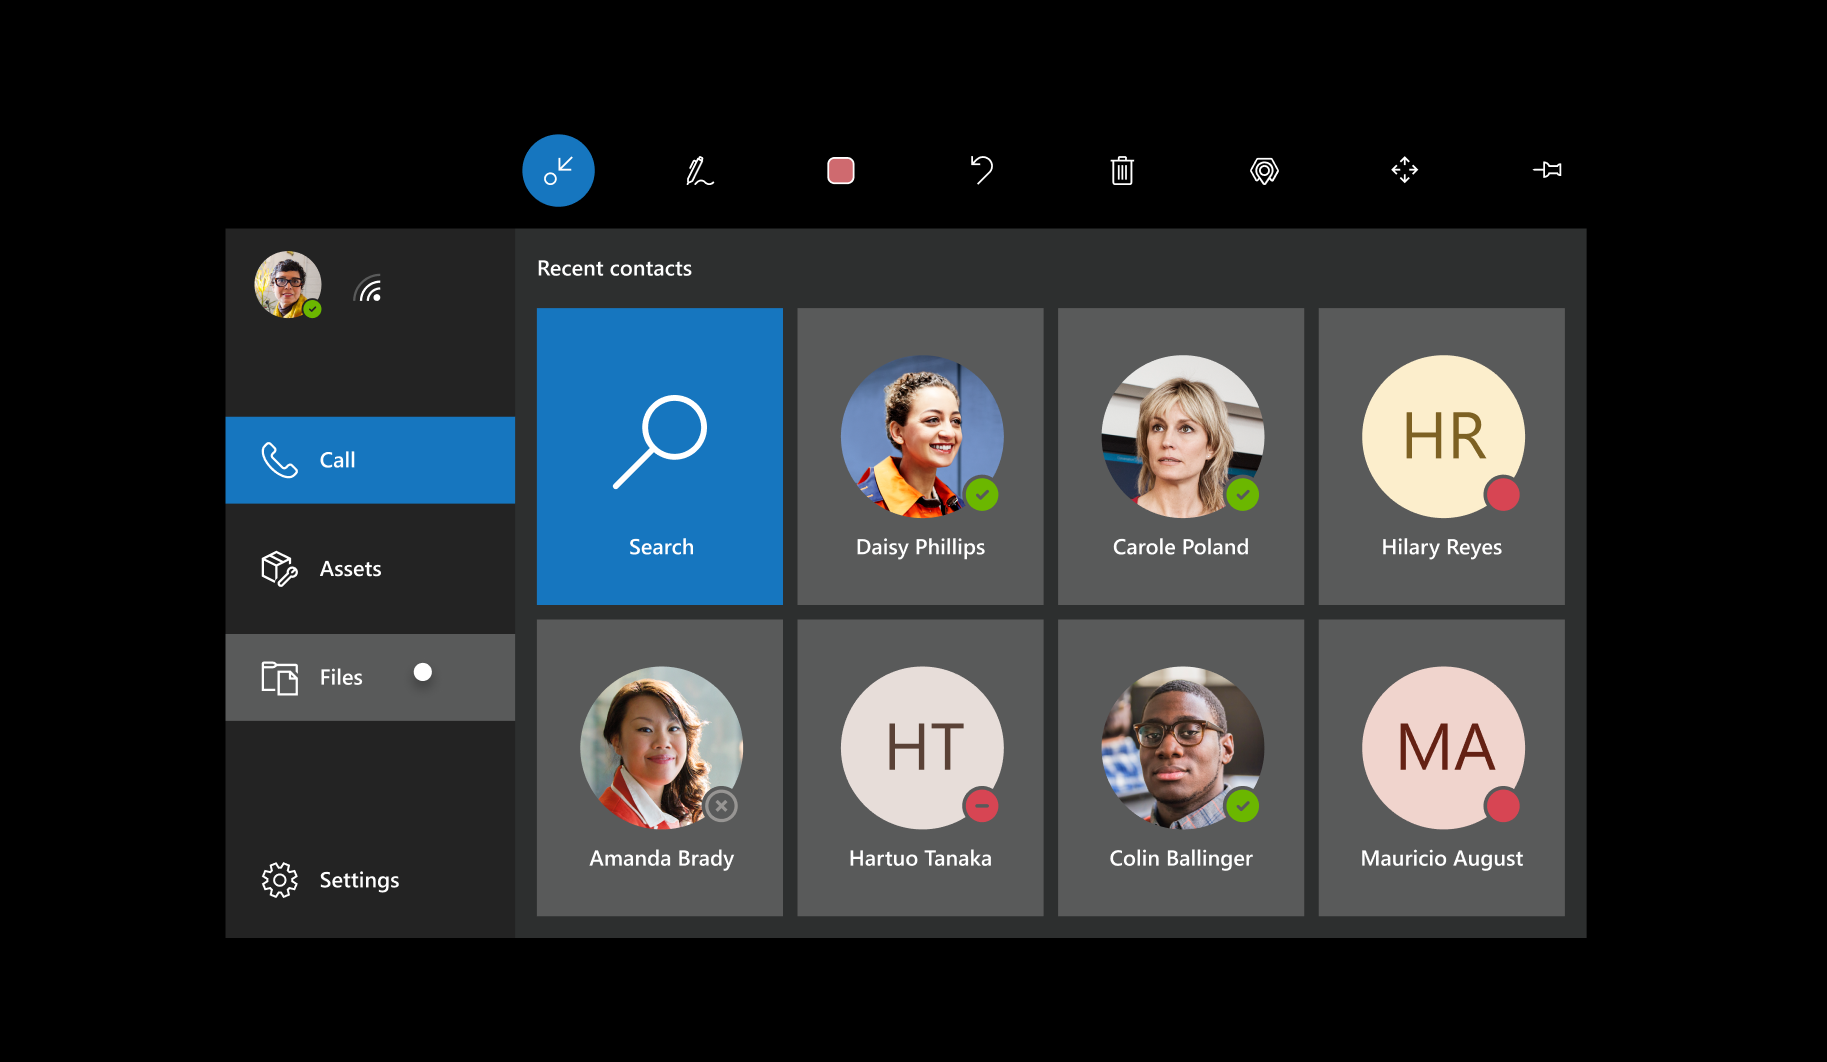 Recent contacts
Call
Assets
Files
Settings
Search
Daisy Phillips
Carole Poland
HR
Hilary Reyes
Amanda Brady
HT
Hartuo Tanaka
Colin Ballinger
MA
Mauricio August